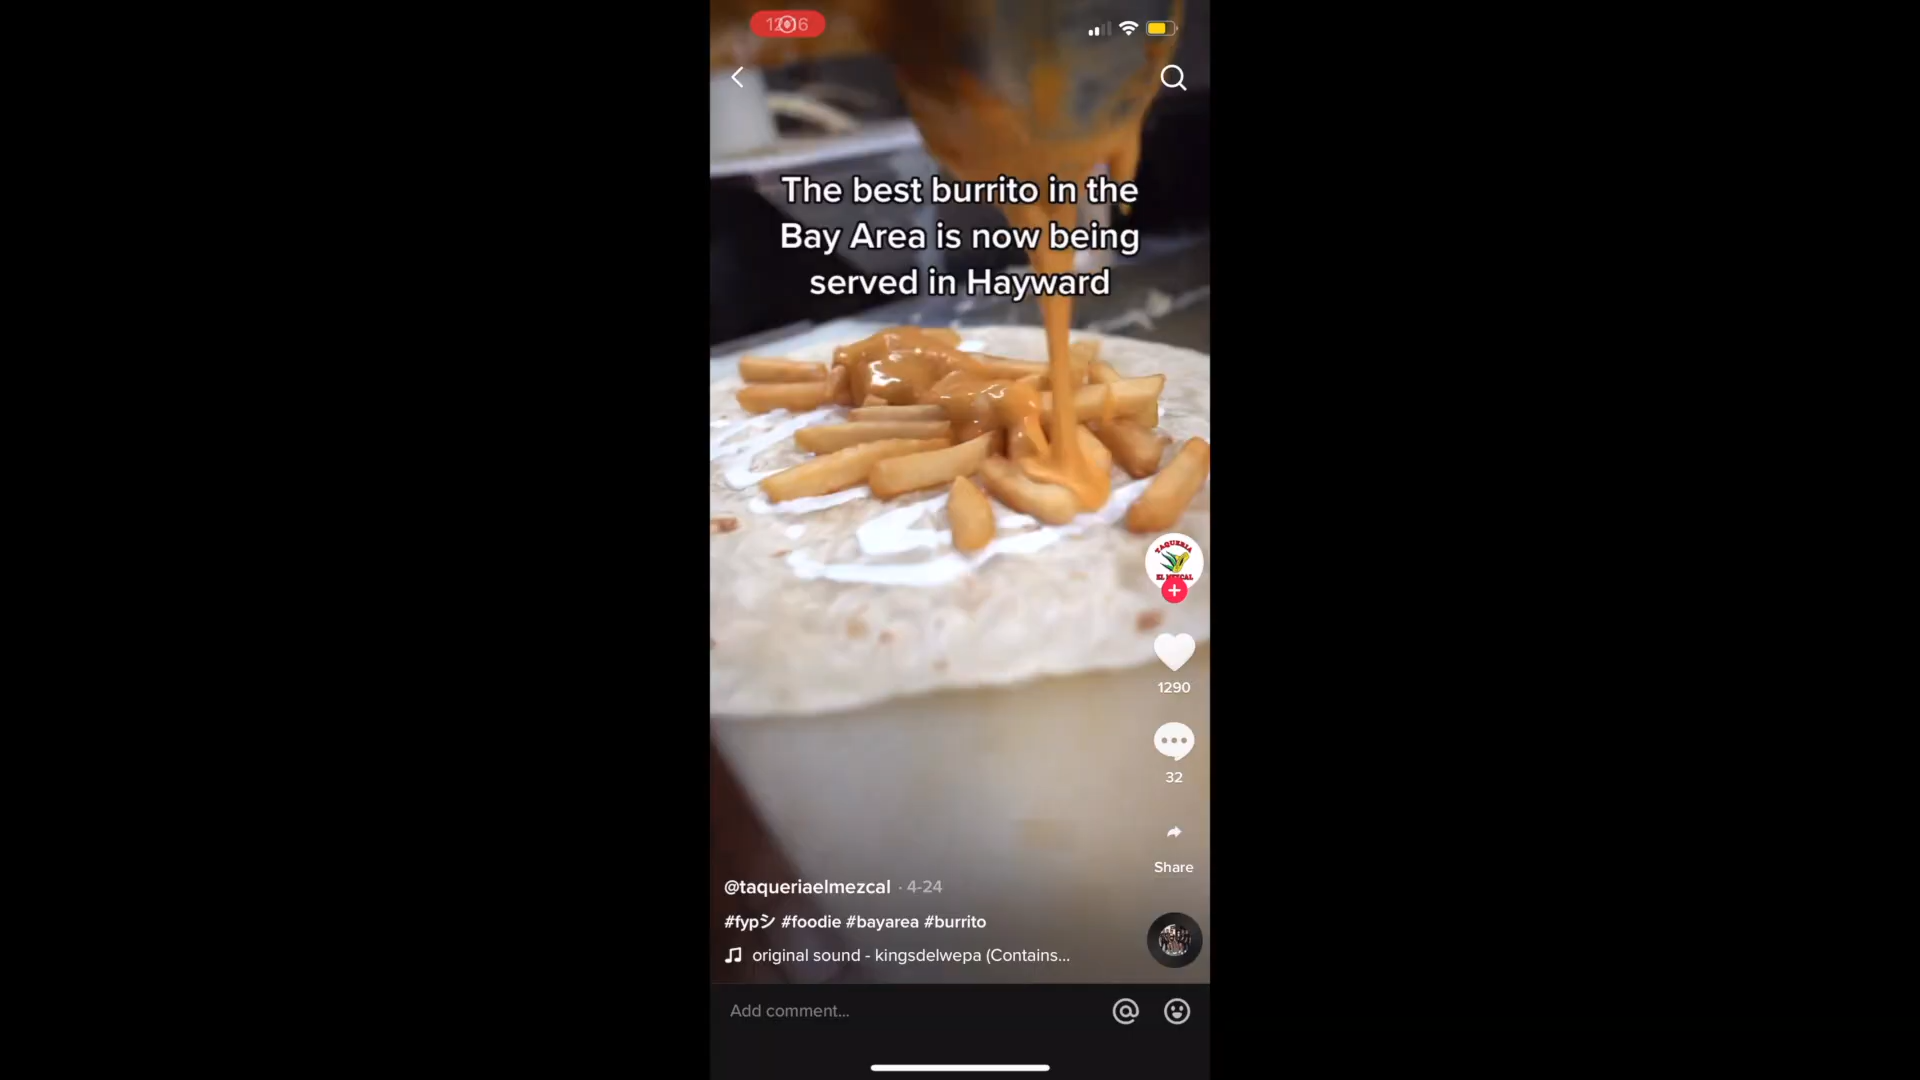 The best burrito in the
Bay Area is now being
served in Hayward
TAQUERIA
1290
32
Share
@taqueriaelmezcal · 4-24
#fypシ #foodie #bayarea #burrito
original sound - kingsdelwepa (Contains...
Add comment...